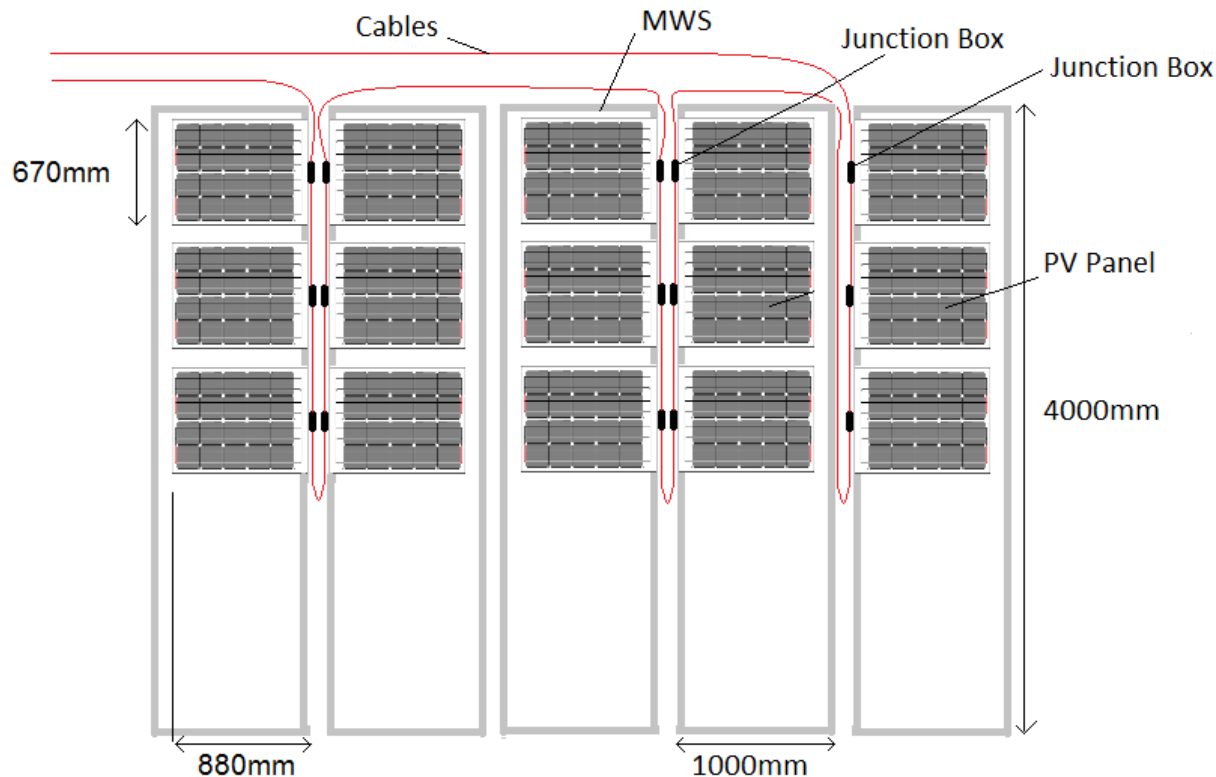 Cables
MWS
Junction Box
Junction Box
670mm
PV Panel
4000mm
880mm
1000mm